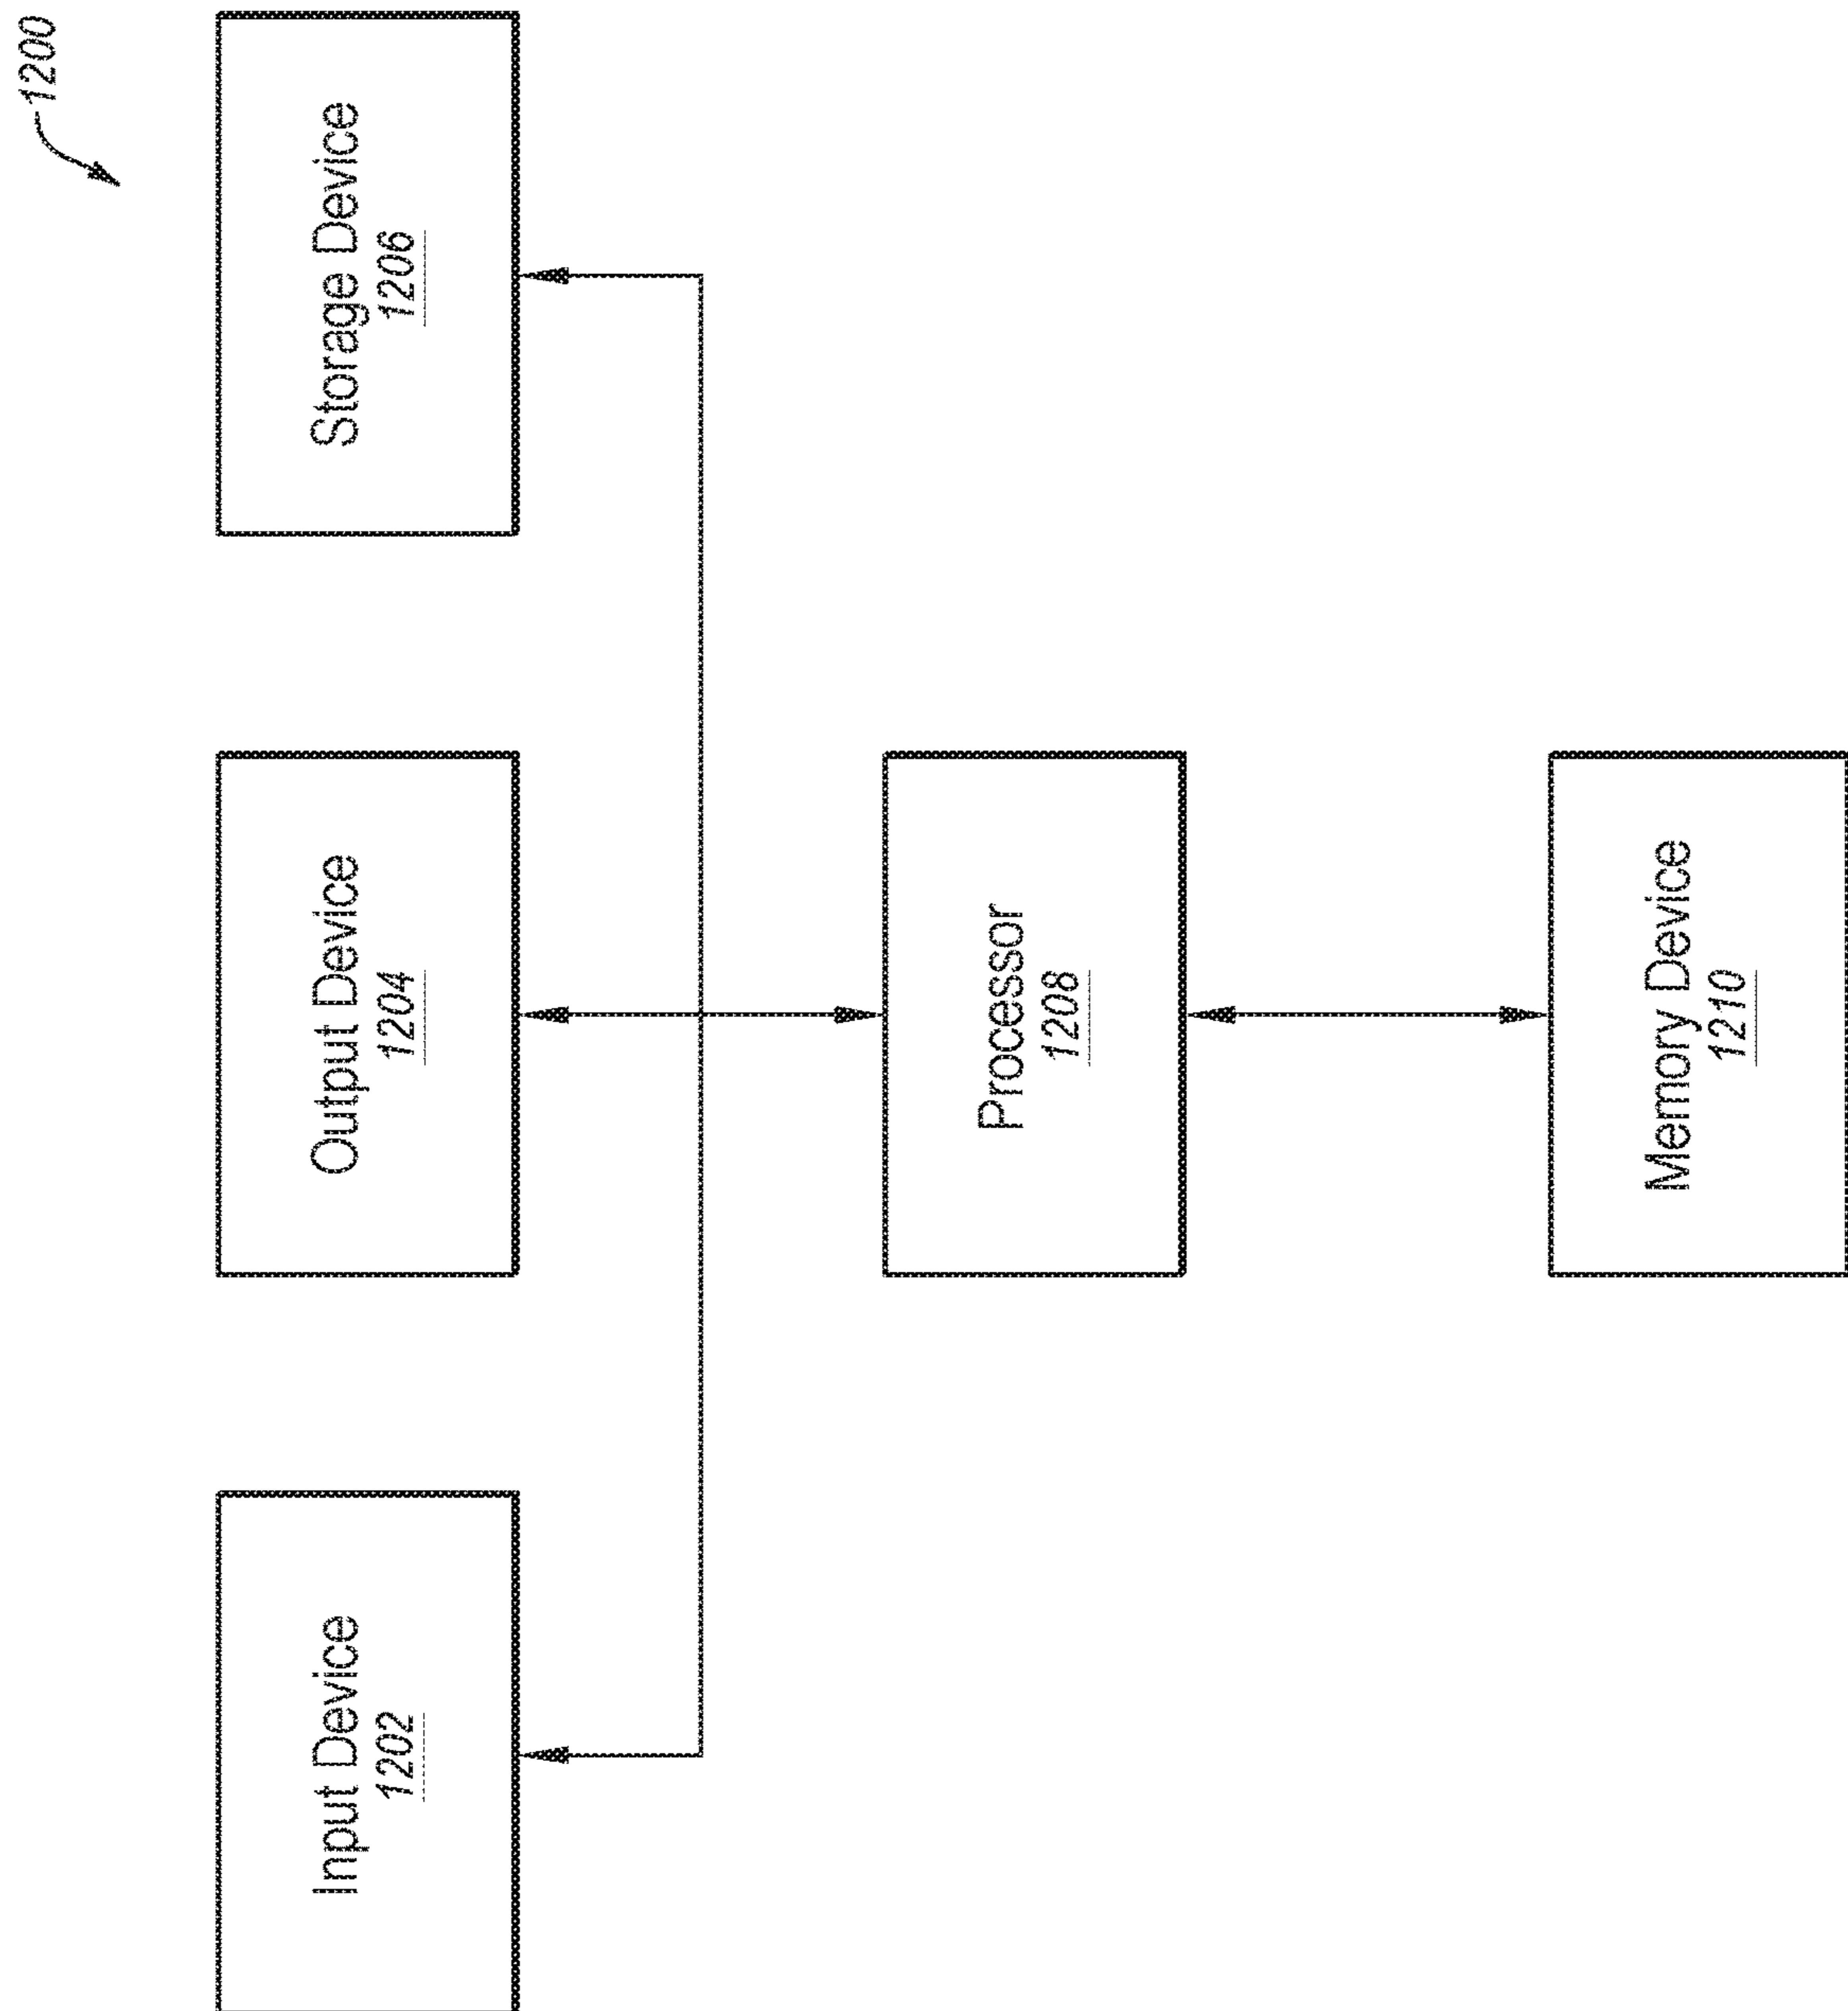 1200
Input Device
1202
Output Device
1204
Storage Device
1206
Processor
1208
Memory Device
1210